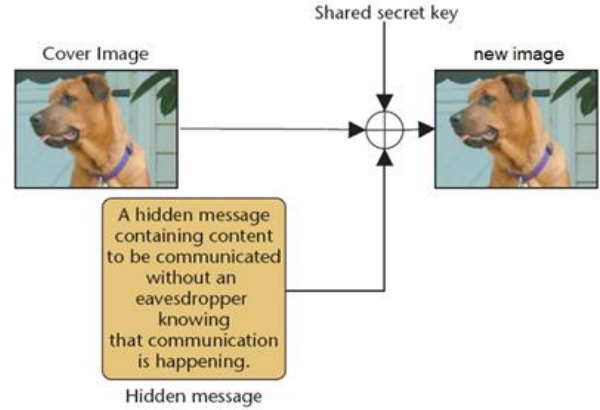 Shared secret key
Cover Image
new image
A hidden message
containing content
to be communicated
without an
eavesdropper
knowing
that communication
is happening.
Hidden message